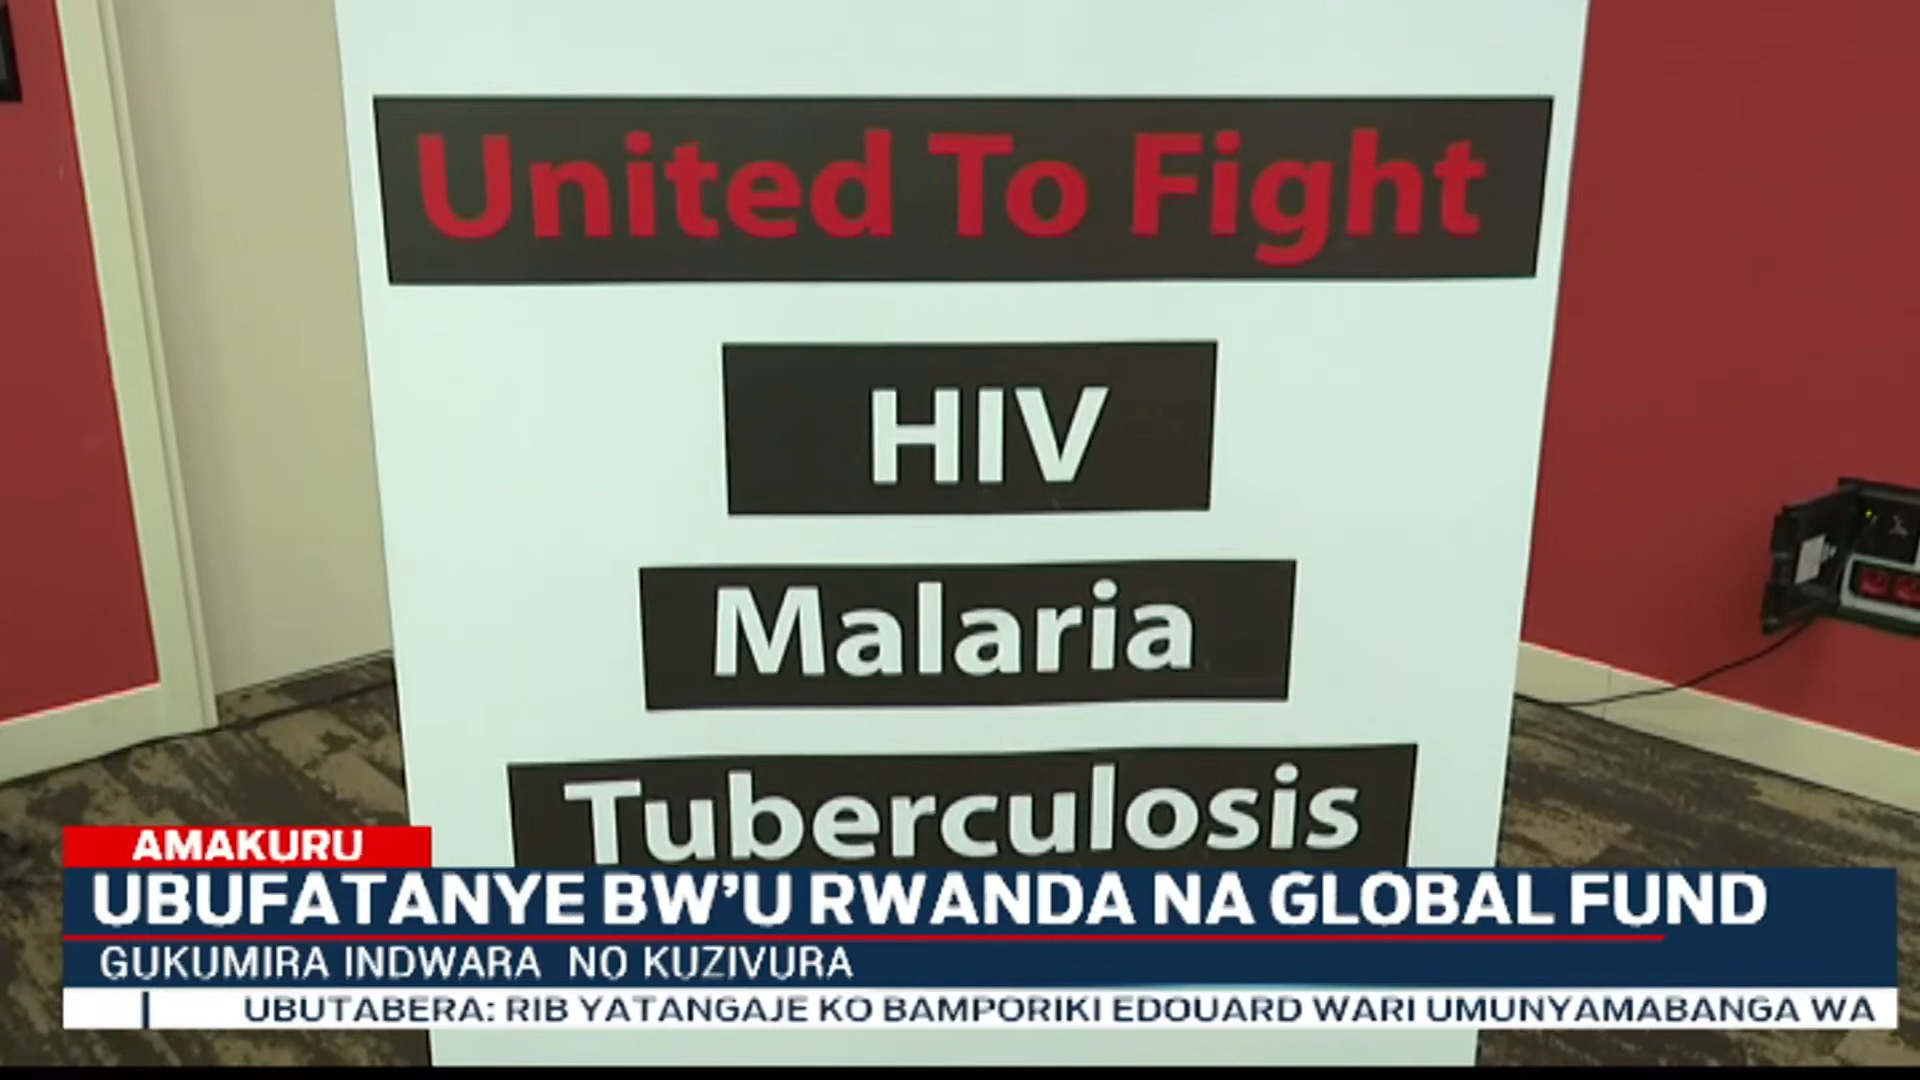 United To Fight
HIV
Malaria
Tuberculosis
AMAKURU
UBUFATANYE BW'U RWANDA NA GLOBAL FUND
GUKUMIRA INDWARA NO KUZIVURA
UBUTABERA: RIB YATANGAJE KO BAMPORIKI EDOUARD WARI UMUNYAMABANGA WA